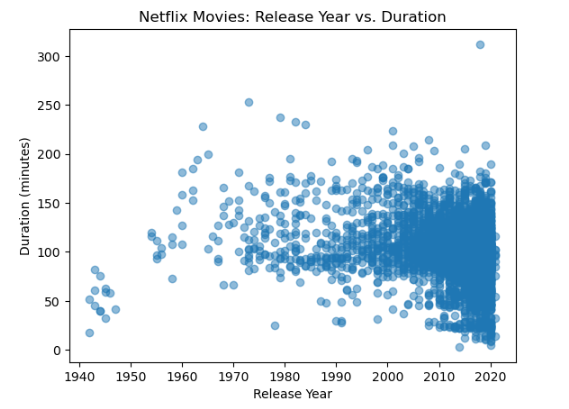 Netflix Movies: Release Year vs. Duration
300
250
200
150
100
50
0
Duration (minutes)
1940 1950 1960 1970 1980 1990 2000 2010 2020
Release Year